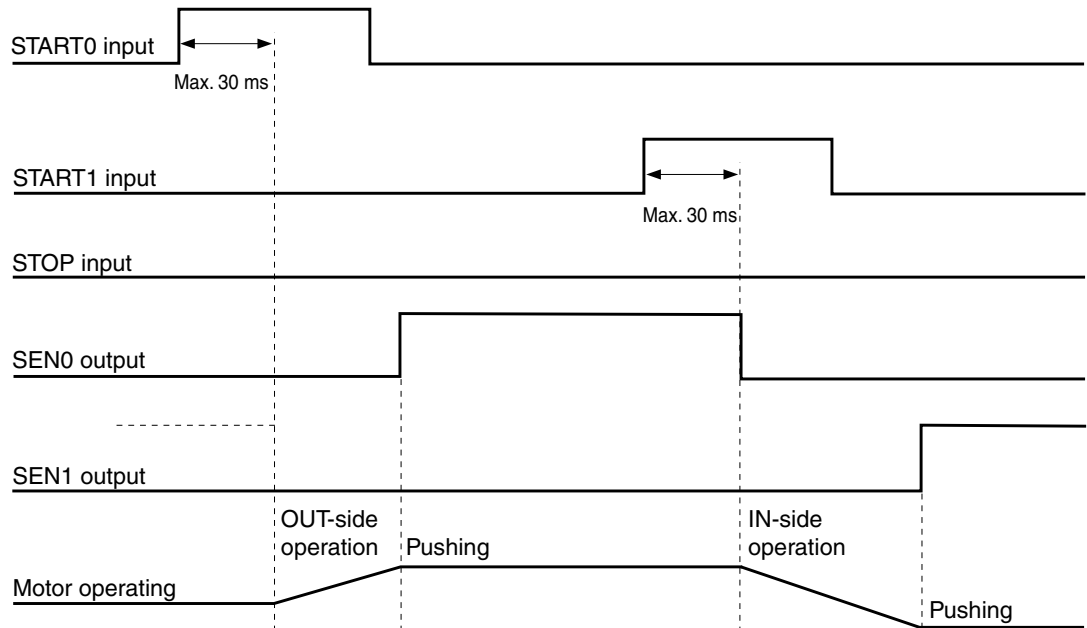 START0 input
Max. 30 ms
START1 input
Max. 30 ms
STOP input
SEN0 output
SEN1 output
OUT-side
operation
Pushing
IN-side
operation
Motor operating
Pushing